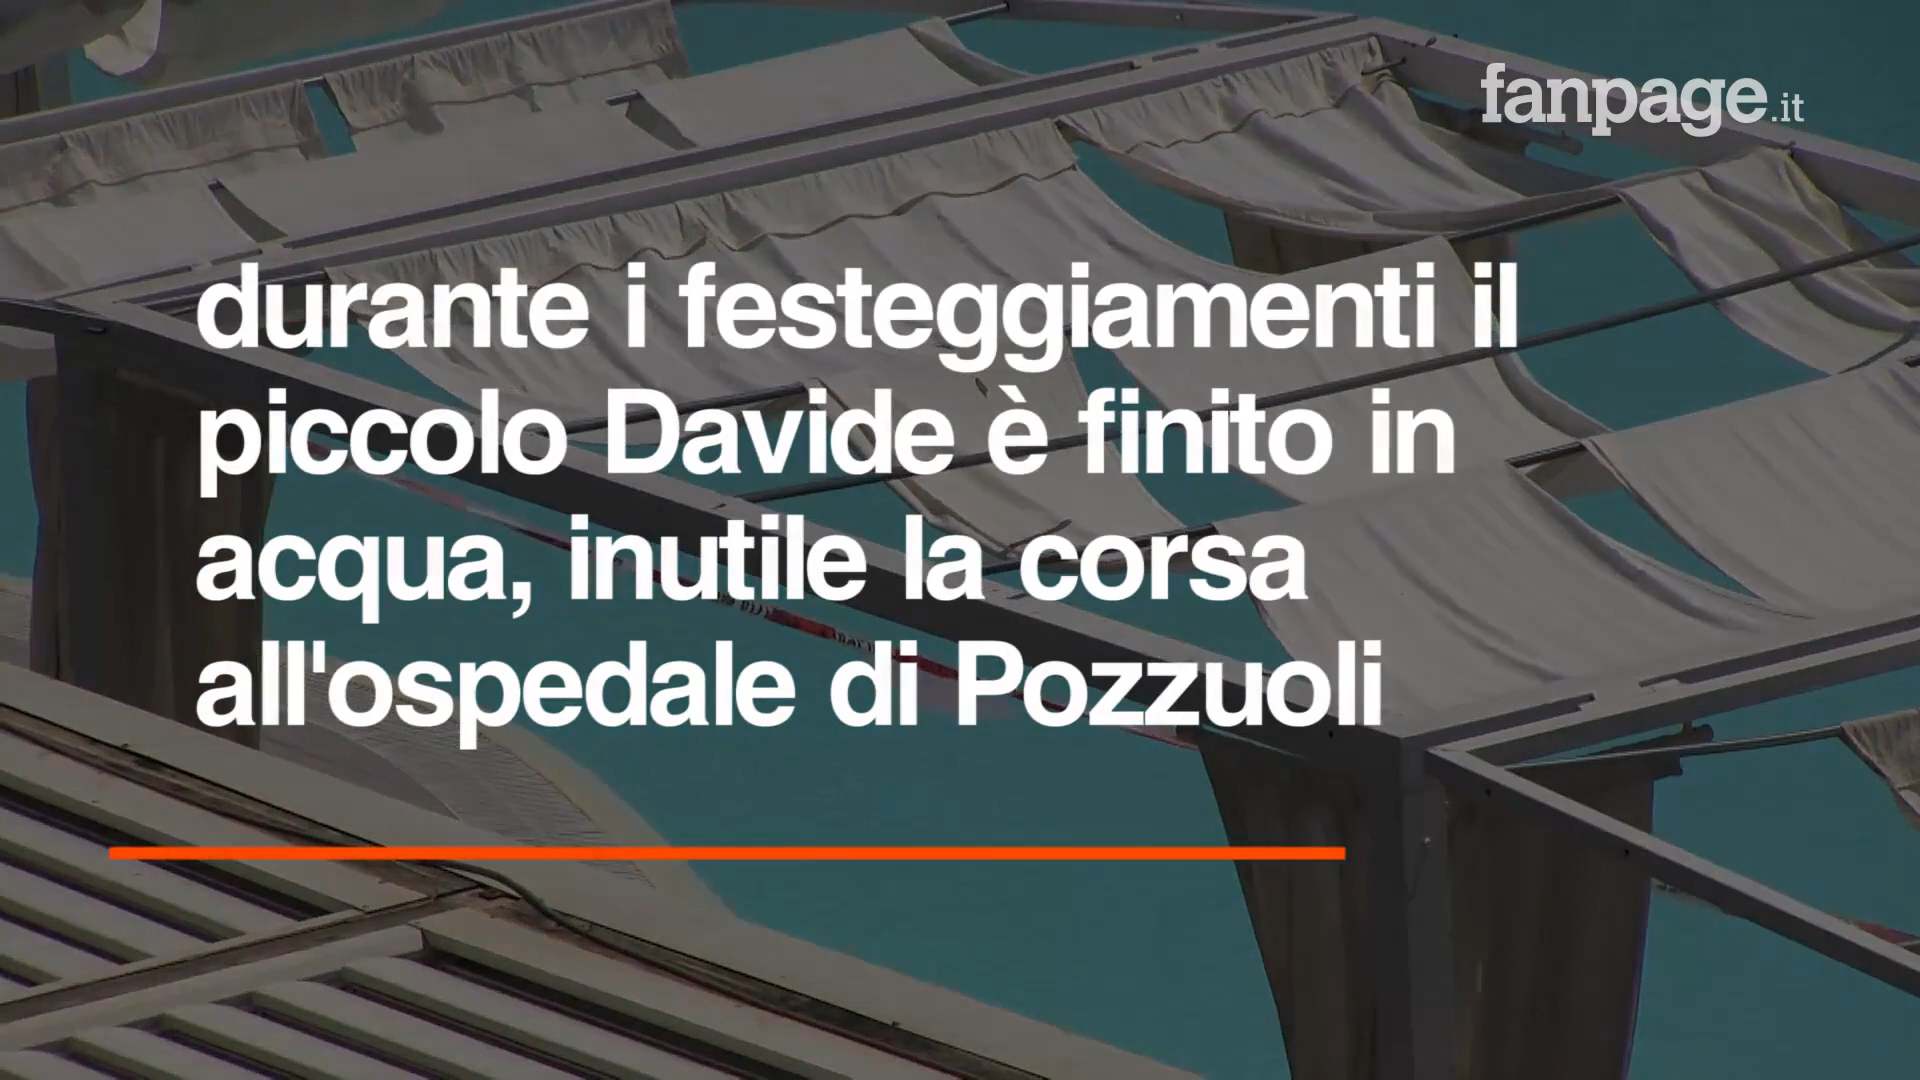 fanpage.it
durante i festeggiamenti il
piccolo Davide è finito in
acqua, inutile la corsa
all'ospedale di Pozzuoli